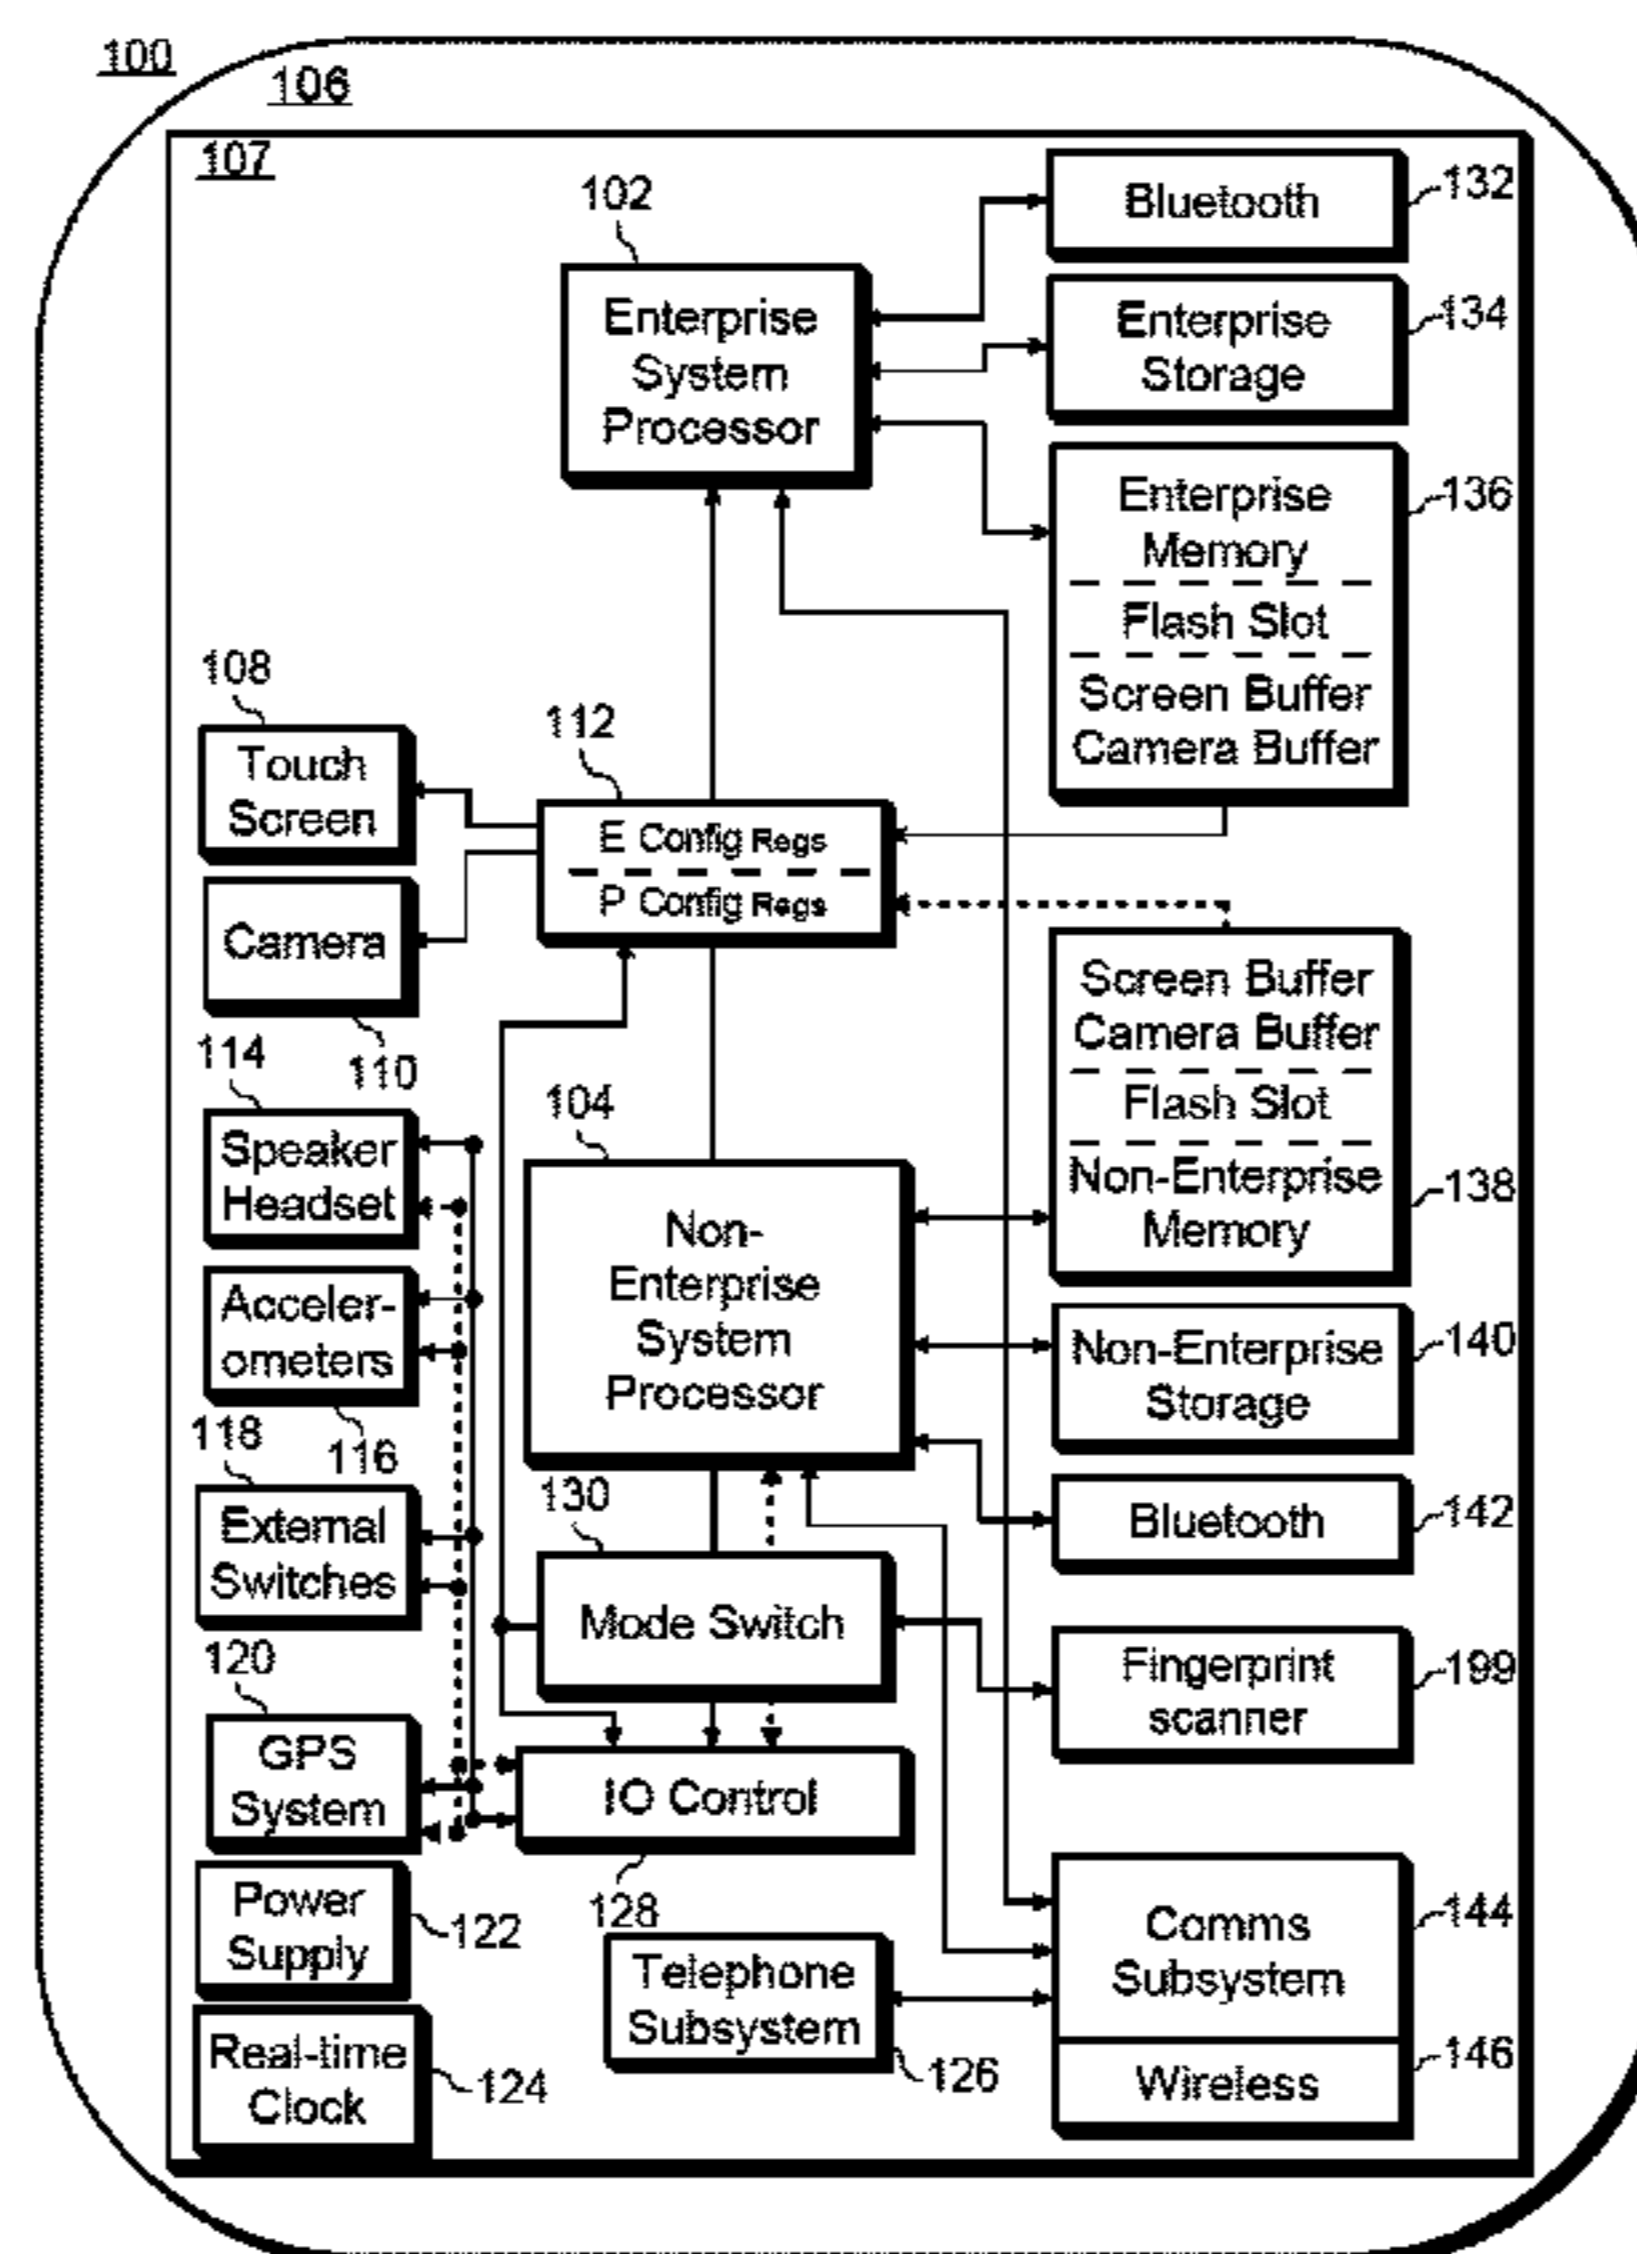 100
106
107
102
Enterprise
System
Processor
Bluetooth
132
Enterprise
Storage
134
Enterprise
Memory
Flash Slot
Screen Buffer
Camera Buffer
136
108
Touch
Screen
112
E Config Regs
P Config Regs
Camera
110
Screen Buffer
Camera Buffer
Flash Slot
Non-Enterprise
Memory
138
114
Speaker
Headset
104
Non-
Enterprise
System
Processor
Acceler-
ometers
116
Non-Enterprise
Storage
140
118
External
Switches
130
Mode Switch
Bluetooth
142
Fingerprint
scanner
199
120
GPS
System
IO Control
128
Power
Supply
122
Telephone
Subsystem
126
Comms
Subsystem
144
Wireless
146
Real-time
Clock
124